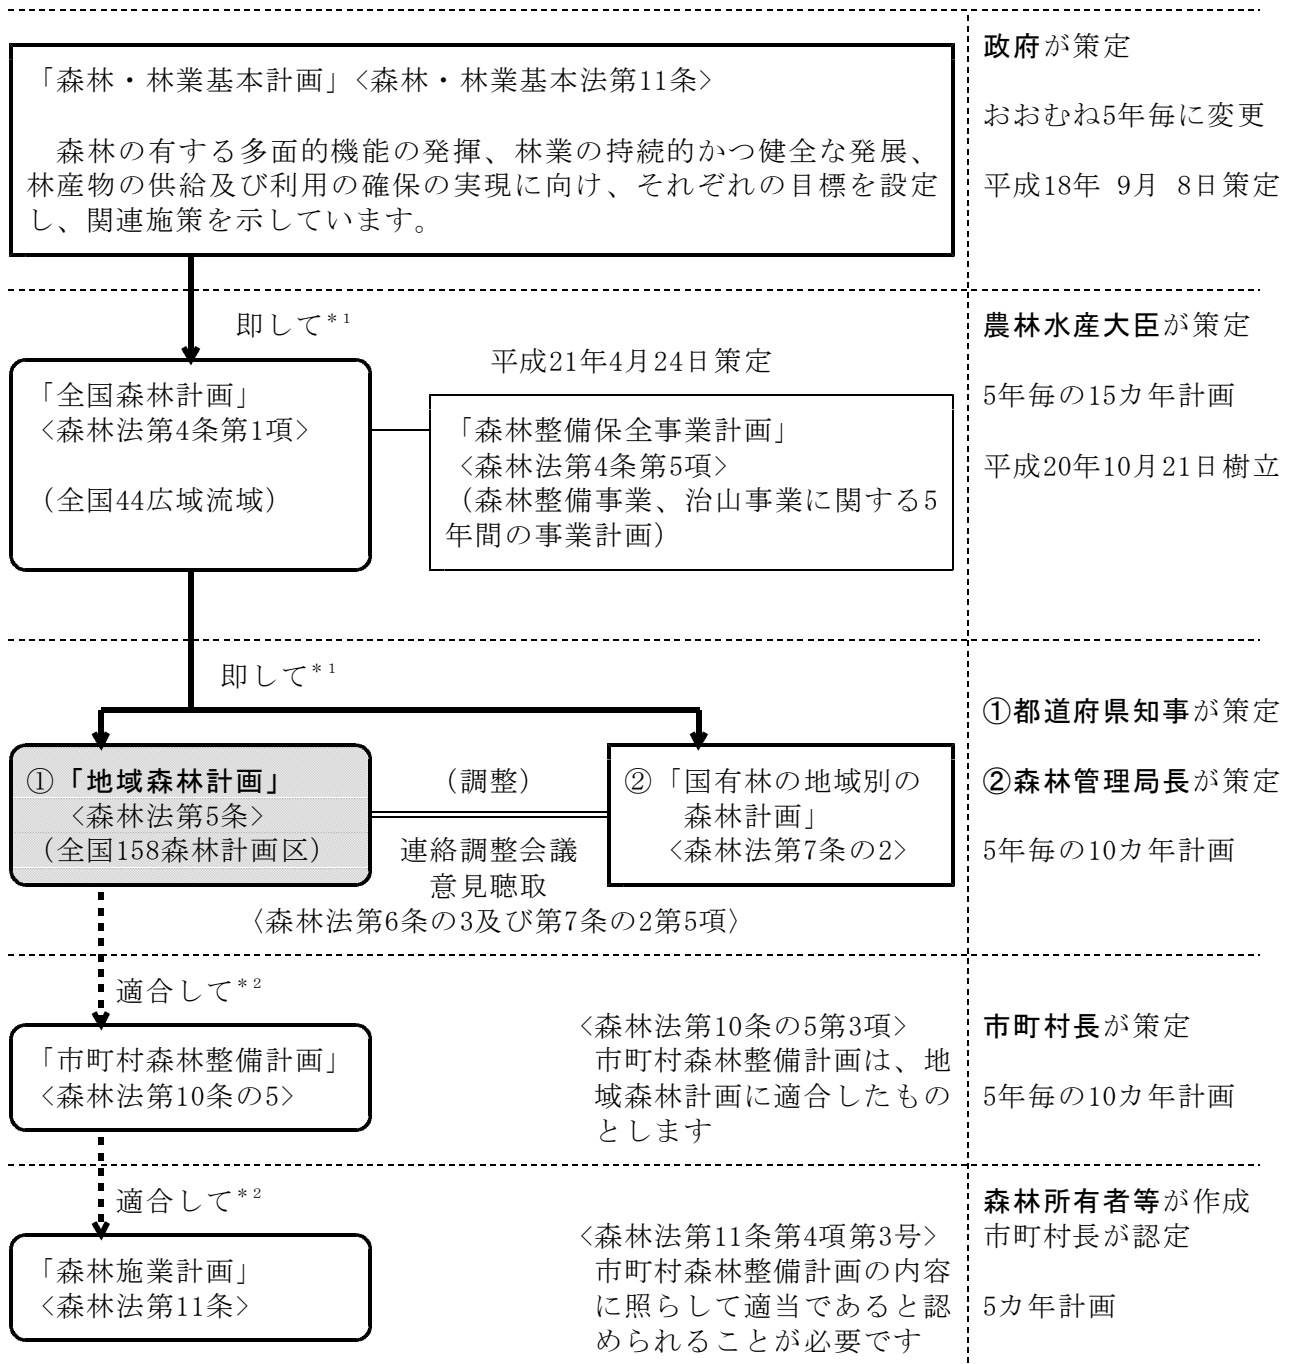 「森林・林業基本計画」<森林・林業基本法第11条>
森林の有する多面的機能の発揮、林業の持続的かつ健全な発展、
林産物の供給及び利用の確保の実現に向け、それぞれの目標を設定
し、関連施策を示しています。
政府が策定
おおむね5年毎に変更
平成18年 9月 8日策定
即して*1
「全国森林計画」
<森林法第4条第1項>
(全国44広域流域)
平成21年4月24日策定
「森林整備保全事業計画」
<森林法第4条第5項>
(森林整備事業、治山事業に関する5
年間の事業計画)
農林水産大臣が策定
5年毎の15カ年計画
平成20年10月21日樹立
即して*1
①「地域森林計画」
<森林法第5条>
(全国158森林計画区)
(調整)
連絡調整会議
意見聴取
〈森林法第6条の3及び第7条の2第5項〉
②「国有林の地域別の
森林計画」
<森林法第7条の2>
①都道府県知事が策定
②森林管理局長が策定
5年毎の10カ年計画
適合して*2
「市町村森林整備計画」
<森林法第10条の5>
<森林法第10条の5第3項>
市町村森林整備計画は、地
域森林計画に適合したもの
とします
市町村長が策定
5年毎の10カ年計画
適合して*2
「森林施業計画」
<森林法第11条>
<森林法第11条第4項第3号>
市町村森林整備計画の内容
に照らして適当であると認
められることが必要です
森林所有者等が作成
市町村長が認定
5カ年計画